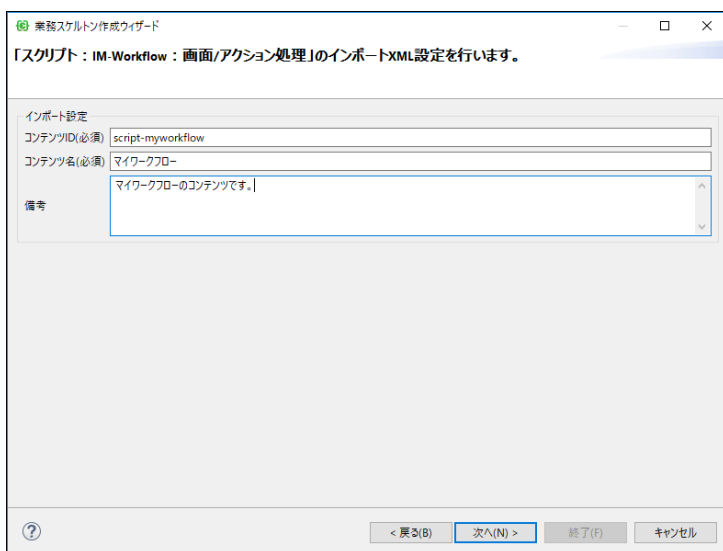 業務スケルトン作成ウィザード
「スクリプト：IM-Workflow：画面/アクション処理」のインポートXML設定を行います。
インポート設定
コンテンツID(必須) script-myworkflow
コンテンツ名(必須) マイワークフロー
備考 マイワークフローのコンテンツです。
? < 戻る(B) 次へ(N) > 終了(F) キャンセル